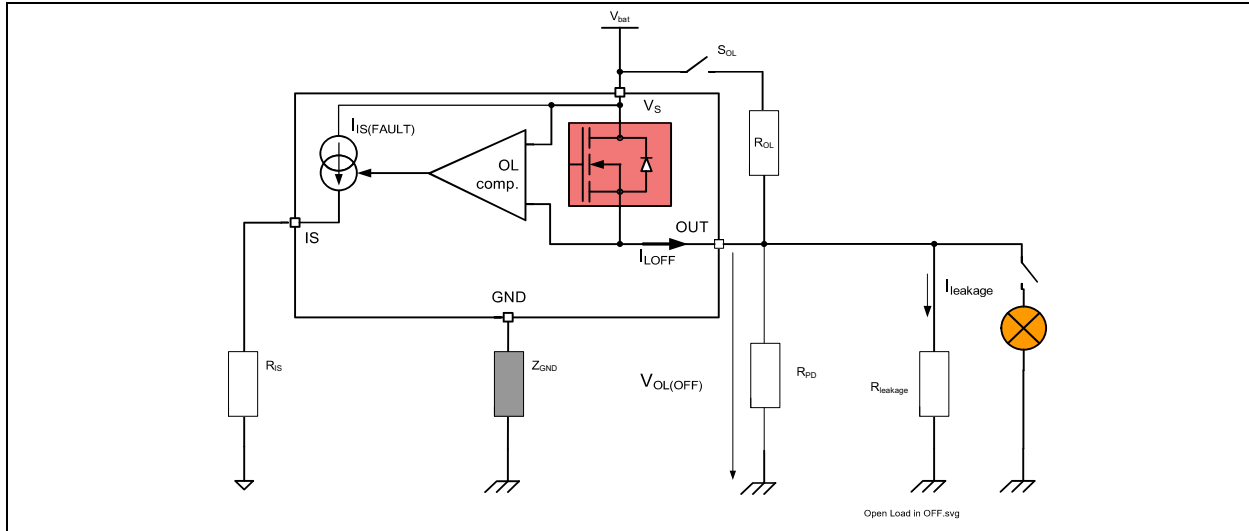 Vbat
SOL
VS
IIS(FAULT)
ROL
OL
comp.
OUT
IS
ILOFF
Ileakage
GND
RIS
ZGND
VOL(OFF)
RPD
Rleakage
Open Load in OFF.svg